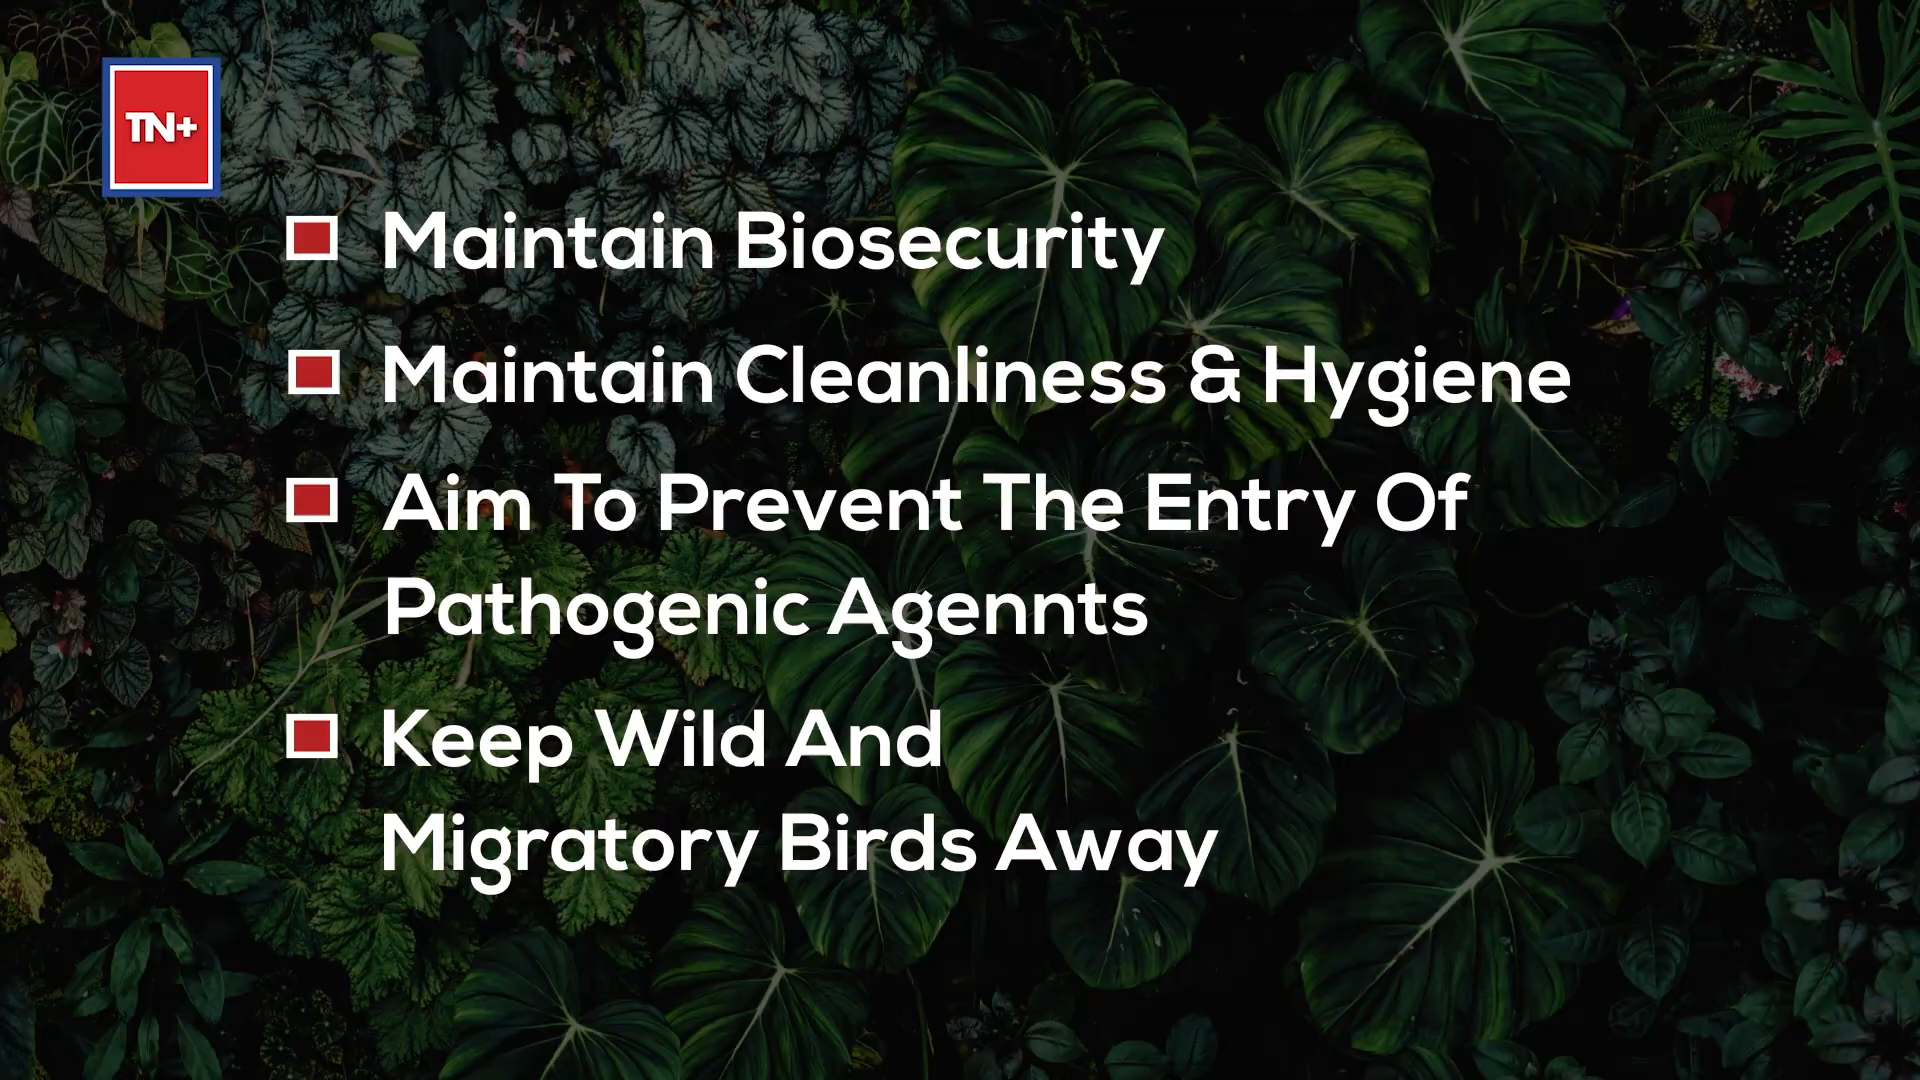 TN+
Maintain Biosecurity
Maintain Cleanliness & Hygiene
Aim To Prevent The Entry Of
Pathogenic Agennts
Keep Wild And
Migratory Birds Away